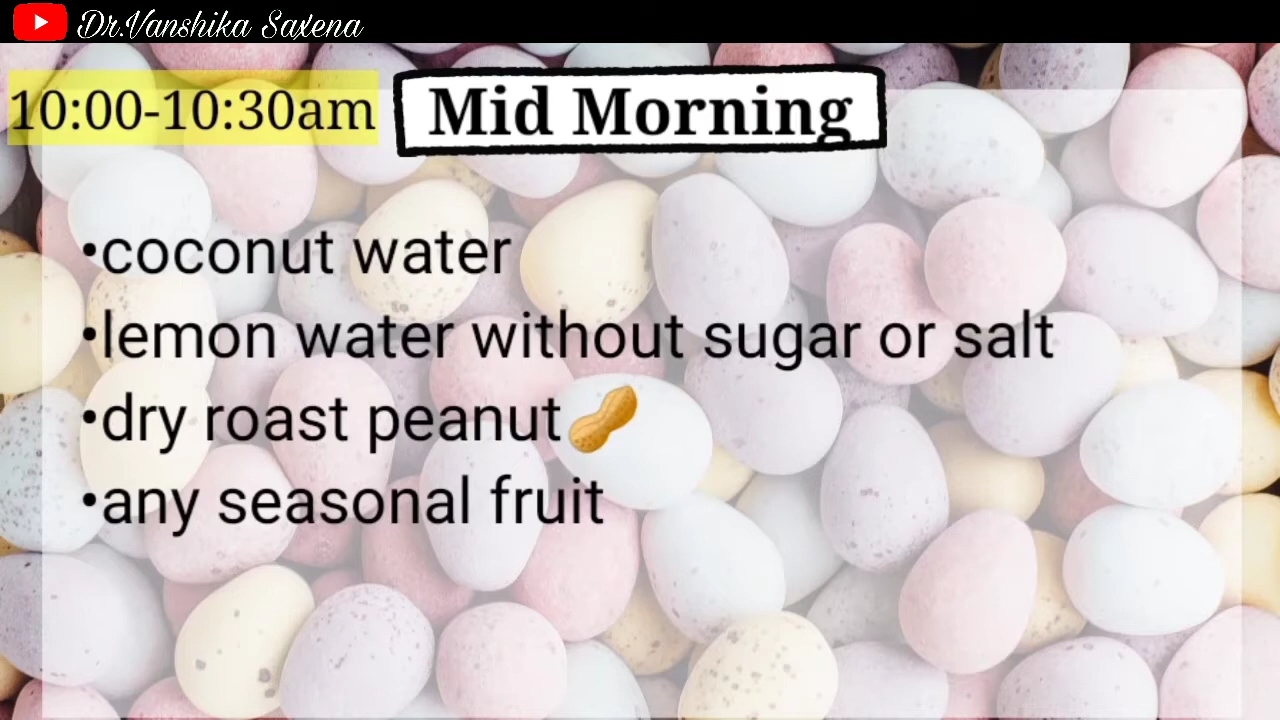 Dr.Vanshika Saxena
10:00-10:30am Mid Morning
•coconut water
•lemon water without sugar or salt
•dry roast peanut🥜
•any seasonal fruit